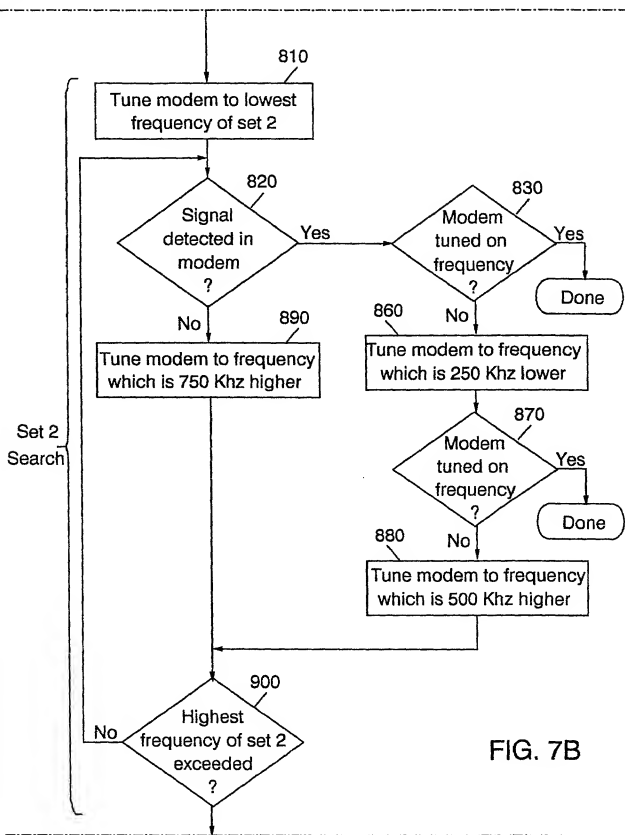 810
Tune modem to lowest
frequency of set 2
820
Signal
detected in
modem
?
Yes
No
830
Modem
tuned on
frequency
?
Yes
Done
No
890
Tune modem to frequency
which is 750 Khz higher
860
Tune modem to frequency
which is 250 Khz lower
870
Modem
tuned on
frequency
?
Yes
Done
No
880
Tune modem to frequency
which is 500 Khz higher
Set 2
Search
900
Highest
frequency of set 2
exceeded
?
No
FIG. 7B